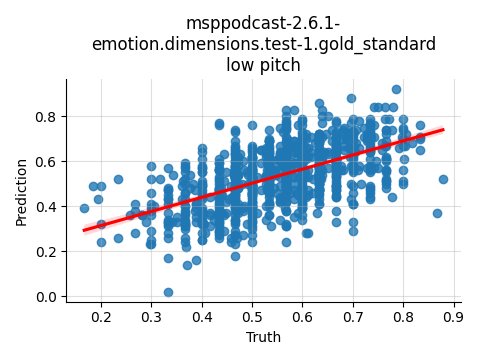 msppodcast-2.6.1-
emotion.dimensions.test-1.gold_standard
low pitch
Prediction
0.8
0.6
0.4
0.2
0.0
0.2 0.3 0.4 0.5 0.6 0.7 0.8 0.9
Truth